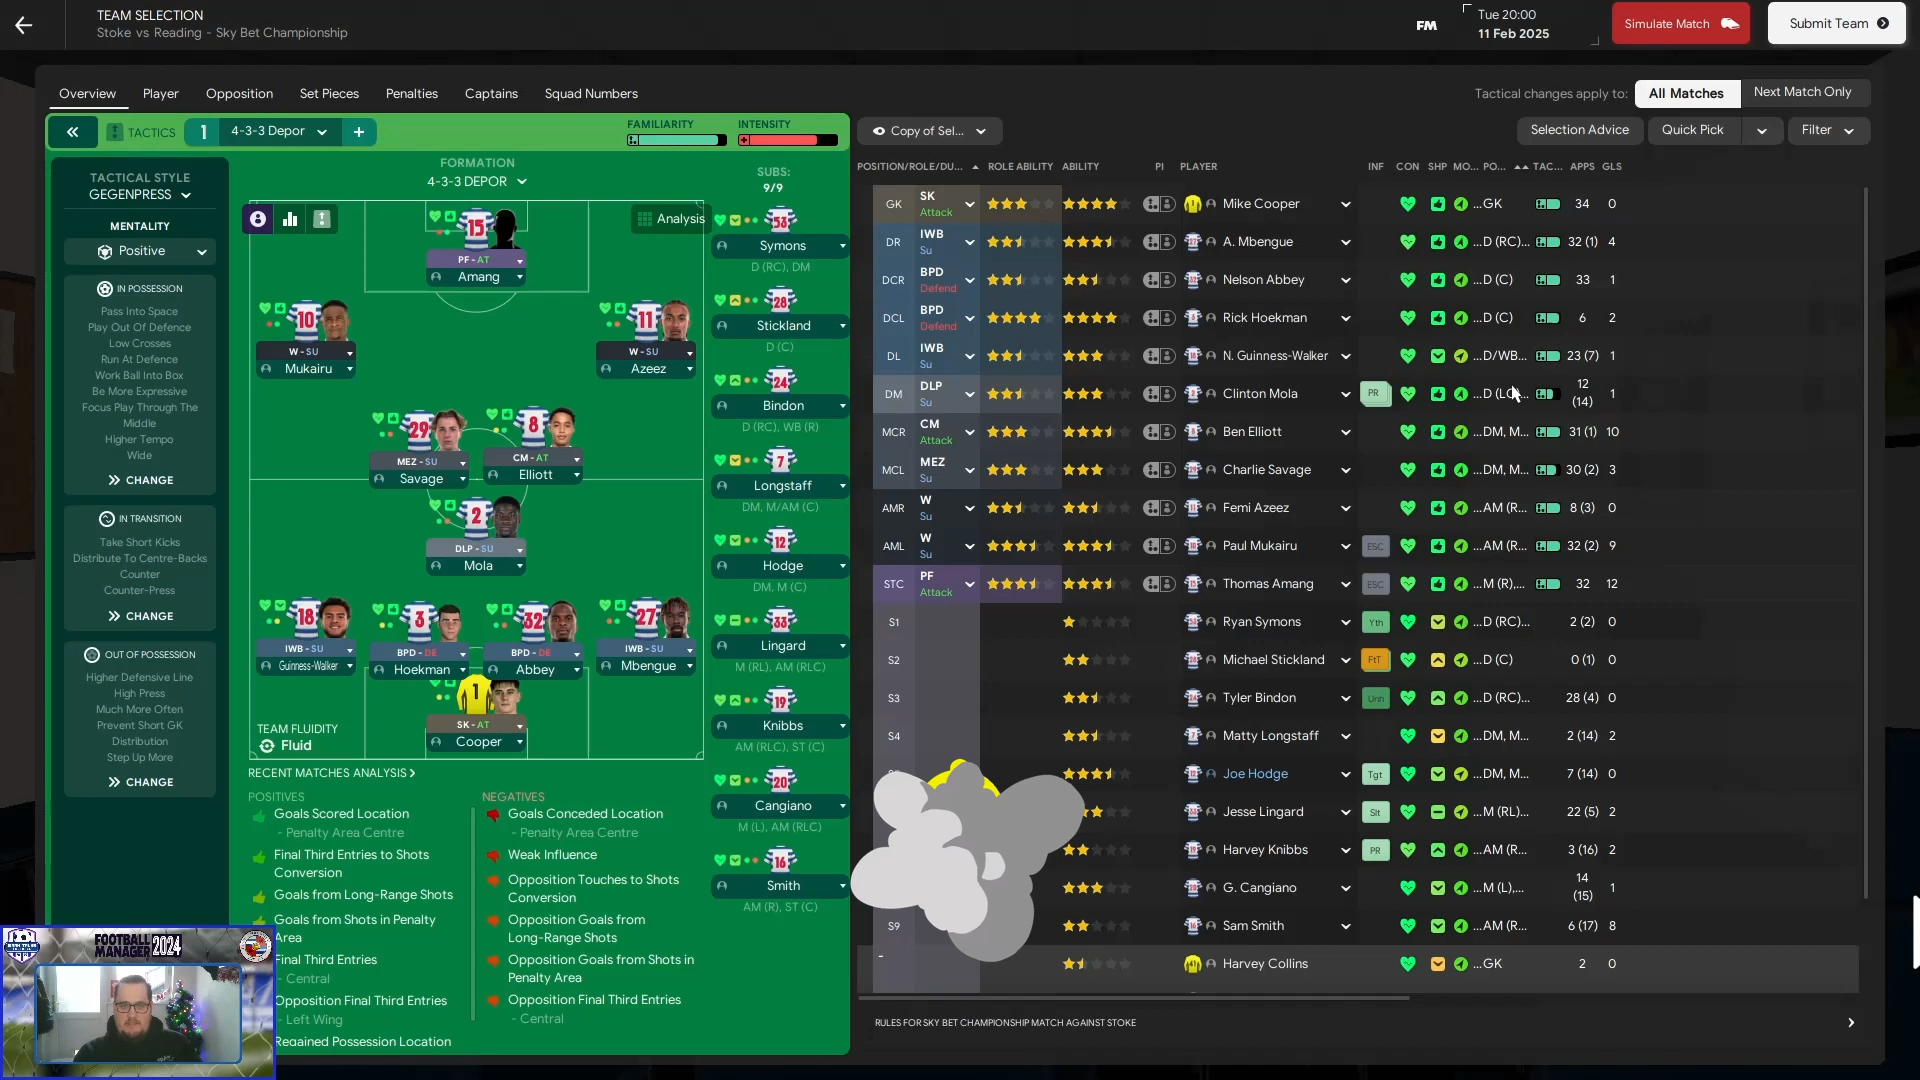 TEAM SELECTION
Stoke vs Reading - Sky Bet Championship
FM
Tue 20:00
11 Feb 2025
Simulate Match
Submit Team
Overview
Player
Opposition
Set Pieces
Penalties
Captains
Squad Numbers
Tactical changes apply to:
All Matches
Next Match Only
TACTICS
1
4-3-3 Depor
FAMILIARITY
INTENSITY
Copy of Sel...
Selection Advice
Quick Pick
Filter
TACTICAL STYLE
GEGENPRESS
MENTALITY
Positive
IN POSSESSION
Pass Into Space
Play Out Of Defence
Low Crosses
Run At Defence
Work Ball Into Box
Be More Expressive
Focus Play Through The
Middle
Higher Tempo
Wide
CHANGE
IN TRANSITION
Take Short Kicks
Distribute To Centre-Backs
Counter
Counter-Press
CHANGE
OUT OF POSSESSION
Higher Defensive Line
High Press
Much More Often
Prevent Short GK
Distribution
Step Up More
CHANGE
FORMATION
4-3-3 DEPOR
Analysis
15
PF - AT
Amang
10
W - SU
Mukairu
11
W - SU
Azeez
29
MEZ - SU
Savage
8
CM - AT
Elliott
2
DLP - SU
Mola
18
IWB - SU
Guinness-Walker
3
BPD - DE
Hoekman
32
BPD - DE
Abbey
27
IWB - SU
Mbengue
1
SK - AT
Cooper
TEAM FLUIDITY
Fluid
SUBS:
9/9
53
Symons
D (RC), DM
28
Stickland
D (C)
24
Bindon
D (RC), WB (R)
7
Longstaff
DM, M/AM (C)
12
Hodge
DM, M (C)
33
Lingard
M (RL), AM (RLC)
19
Knibbs
AM (RLC), ST (C)
20
Cangiano
M (L), AM (RLC)
16
Smith
AM (R), ST (C)
RECENT MATCHES ANALYSIS
POSITIVES
Goals Scored Location
- Penalty Area Centre
Final Third Entries to Shots
Conversion
Goals from Long-Range Shots
Goals from Shots in Penalty
Area
Final Third Entries
- Central
Opposition Final Third Entries
- Left Wing
Regained Possession Location
NEGATIVES
Goals Conceded Location
- Penalty Area Centre
Weak Influence
Opposition Touches to Shots
Conversion
Opposition Goals from
Long-Range Shots
Opposition Goals from Shots in
Penalty Area
Opposition Final Third Entries
- Central
POSITION/ROLE/DU... ROLE ABILITY ABILITY PI PLAYER INF CON SHP MO... PO... TAC... APPS GLS
GK SK Attack Mike Cooper ...GK 34 0
DR IWB Su A. Mbengue ...D (RC)... 32 (1) 4
DCR BPD Defend Nelson Abbey ...D (C) 33 1
DCL BPD Defend Rick Hoekman ...D (C) 6 2
DL IWB Su N. Guinness-Walker ...D/WB... 23 (7) 1
DM DLP Su Clinton Mola PR ...D (LC... 12 (14) 1
MCR CM Attack Ben Elliott ...DM, M... 31 (1) 10
MCL MEZ Su Charlie Savage ...DM, M... 30 (2) 3
AMR W Su Femi Azeez ...AM (R... 8 (3) 0
AML W Su Paul Mukairu ESC ...AM (R... 32 (2) 9
STC PF Attack Thomas Amang ESC ...M (R),... 32 12
S1 Ryan Symons Yth ...D (RC)... 2 (2) 0
S2 Michael Stickland FtT ...D (C) 0 (1) 0
S3 Tyler Bindon Unh ...D (RC)... 28 (4) 0
S4 Matty Longstaff ...DM, M... 2 (14) 2
Joe Hodge Tgt ...DM, M... 7 (14) 0
Jesse Lingard Slt ...M (RL)... 22 (5) 2
Harvey Knibbs PR ...AM (R... 3 (16) 2
G. Cangiano ...M (L),... 14 (15) 1
S9 Sam Smith ...AM (R... 6 (17) 8
- Harvey Collins ...GK 2 0
RULES FOR SKY BET CHAMPIONSHIP MATCH AGAINST STOKE
FOOTBALL
MANAGER 2024